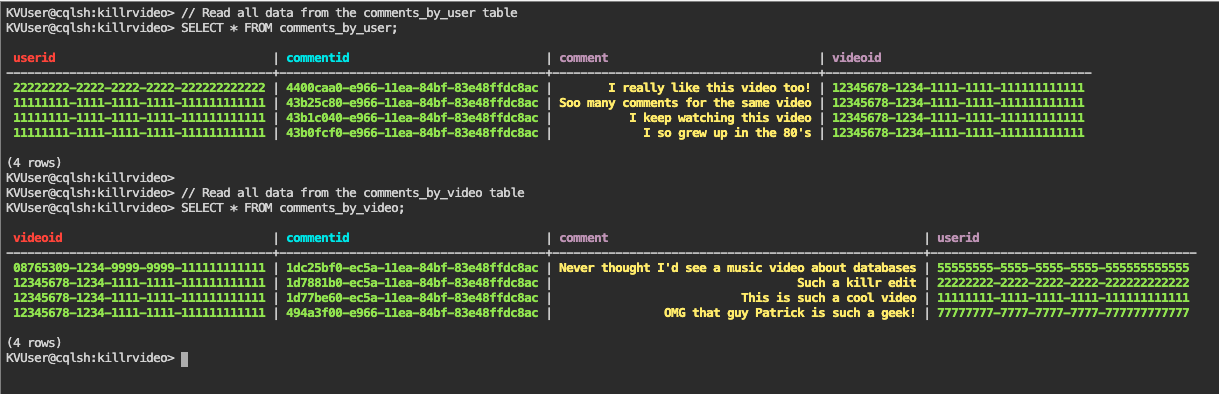 KVUser@cqlsh:killrvideo> // Read all data from the comments_by_user table
KVUser@cqlsh:killrvideo> SELECT * FROM comments_by_user;
userid | commentid | comment | videoid
22222222-2222-2222-2222-222222222222 | 4400caa0-e966-11ea-84bf-83e48ffdc8ac | I really like this video too! | 12345678-1234-1111-1111-111111111111
11111111-1111-1111-1111-111111111111 | 43b25c80-e966-11ea-84bf-83e48ffdc8ac | Soo many comments for the same video | 12345678-1234-1111-1111-111111111111
11111111-1111-1111-1111-111111111111 | 43b1c040-e966-11ea-84bf-83e48ffdc8ac | I keep watching this video | 12345678-1234-1111-1111-111111111111
11111111-1111-1111-1111-111111111111 | 43b0fcf0-e966-11ea-84bf-83e48ffdc8ac | I so grew up in the 80's | 12345678-1234-1111-1111-111111111111
(4 rows)
KVUser@cqlsh:killrvideo>
KVUser@cqlsh:killrvideo> // Read all data from the comments_by_video table
KVUser@cqlsh:killrvideo> SELECT * FROM comments_by_video;
videoid | commentid | comment | userid
08765309-1234-9999-9999-111111111111 | 1dc25bf0-ec5a-11ea-84bf-83e48ffdc8ac | Never thought I'd see a music video about databases | 55555555-5555-5555-5555-555555555555
12345678-1234-1111-1111-111111111111 | 1d7881b0-ec5a-11ea-84bf-83e48ffdc8ac | Such a killr edit | 22222222-2222-2222-2222-222222222222
12345678-1234-1111-1111-111111111111 | 1d77be60-ec5a-11ea-84bf-83e48ffdc8ac | This is such a cool video | 11111111-1111-1111-1111-111111111111
12345678-1234-1111-1111-111111111111 | 494a3f00-e966-11ea-84bf-83e48ffdc8ac | OMG that guy Patrick is such a geek! | 77777777-7777-7777-7777-777777777777
(4 rows)
KVUser@cqlsh:killrvideo>